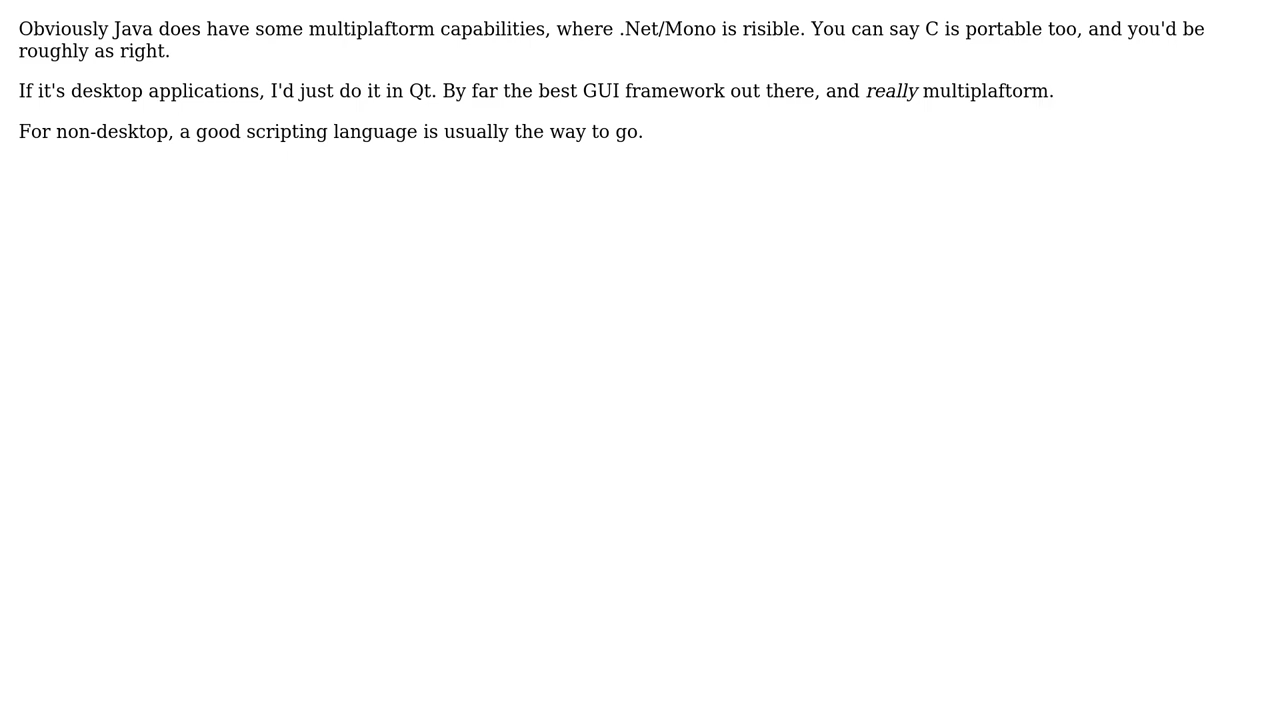 Obviously Java does have some multiplaftorm capabilities, where .Net/Mono is risible. You can say C is portable too, and you'd be
roughly as right.
If it's desktop applications, I'd just do it in Qt. By far the best GUI framework out there, and really multiplaftorm.
For non-desktop, a good scripting language is usually the way to go.